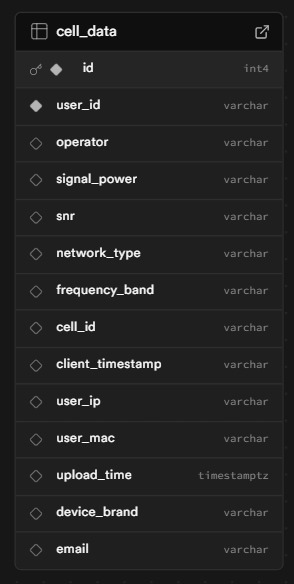 cell_data
id int4
user_id varchar
operator varchar
signal_power varchar
snr varchar
network_type varchar
frequency_band varchar
cell_id varchar
client_timestamp varchar
user_ip varchar
user_mac varchar
upload_time timestamptz
device_brand varchar
email varchar